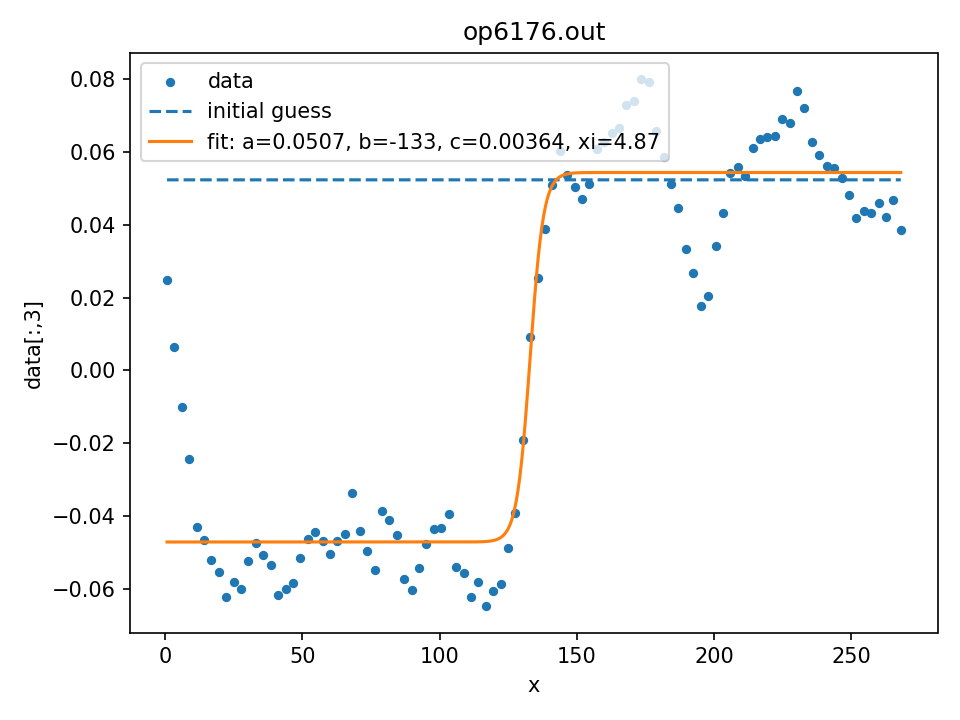 op6176.out
data
initial guess
fit: a=0.0507, b=-133, c=0.00364, xi=4.87
data[:,3]
0.08
0.06
0.04
0.02
0.00
−0.02
−0.04
−0.06
0
50
100
150
200
250
x